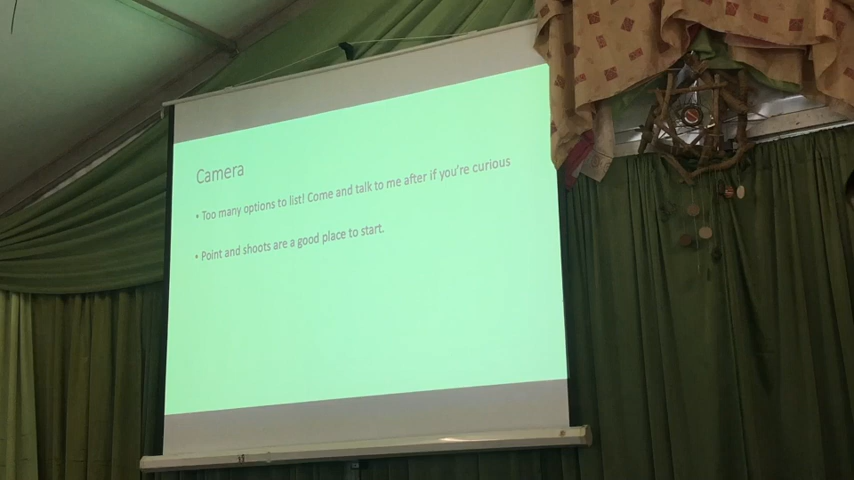 Camera
• Too many options to list! Come and talk to me after if you're curious
• Point and shoots are a good place to start.